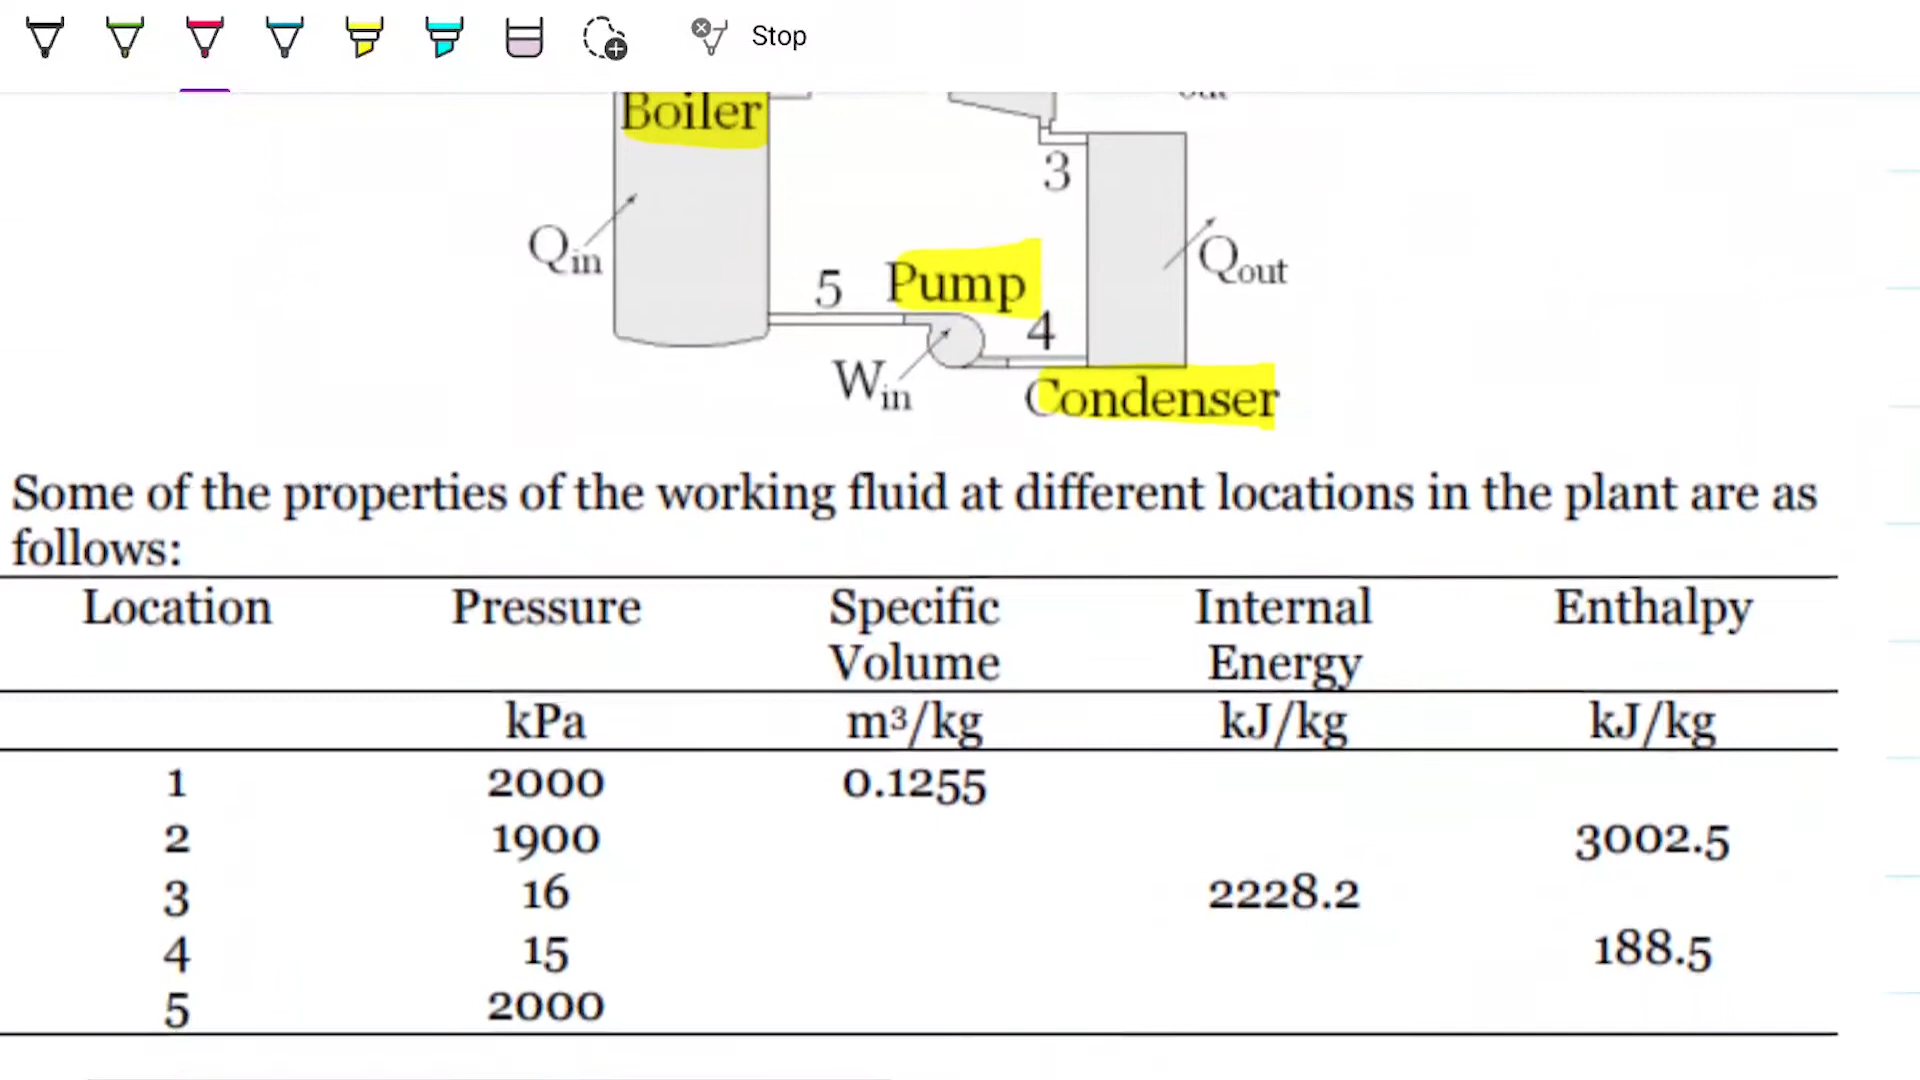 Stop
Boiler
3
Qin
Qout
5 Pump
4
Win
Condenser
Some of the properties of the working fluid at different locations in the plant are as
follows:
Location Pressure Specific Internal Enthalpy
Volume Energy
kPa m³/kg kJ/kg kJ/kg
1 2000 0.1255
2 1900 3002.5
3 16 2228.2
4 15 188.5
5 2000